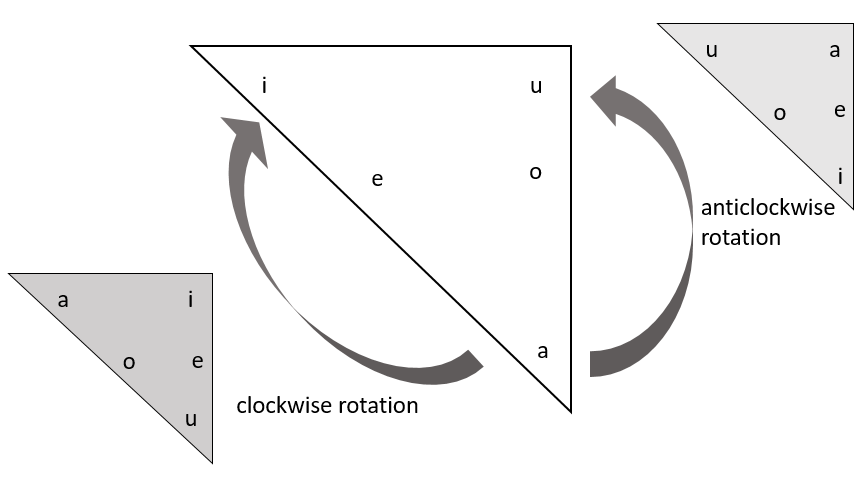 u a
o e
i
anticlockwise
rotation
i u
e o
a
clockwise rotation
a i
o e
u